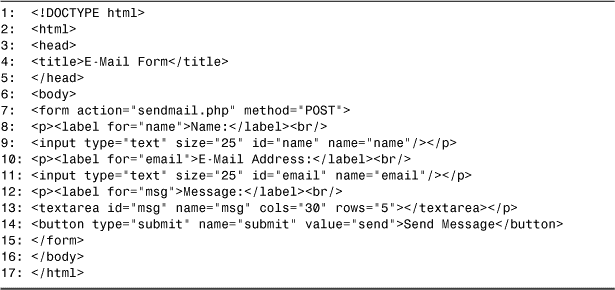 1: <!DOCTYPE html>
2: <html>
3: <head>
4: <title>E-Mail Form</title>
5: </head>
6: <body>
7: <form action="sendmail.php" method="POST">
8: <p><label for="name">Name:</label><br/>
9: <input type="text" size="25" id="name" name="name"/></p>
10: <p><label for="email">E-Mail Address:</label><br/>
11: <input type="text" size="25" id="email" name="email"/></p>
12: <p><label for="msg">Message:</label><br/>
13: <textarea id="msg" name="msg" cols="30" rows="5"></textarea></p>
14: <button type="submit" name="submit" value="send">Send Message</button>
15: </form>
16: </body>
17: </html>